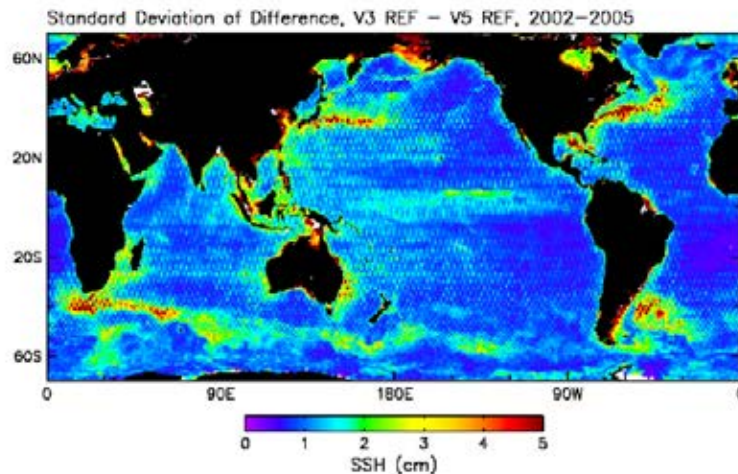 Standard Deviation of Difference, V3 REF - V5 REF, 2002-2005
60N
20N
20S
60S
0 90E 180E 90W 0
0 1 2 3 4 5
SSH (cm)